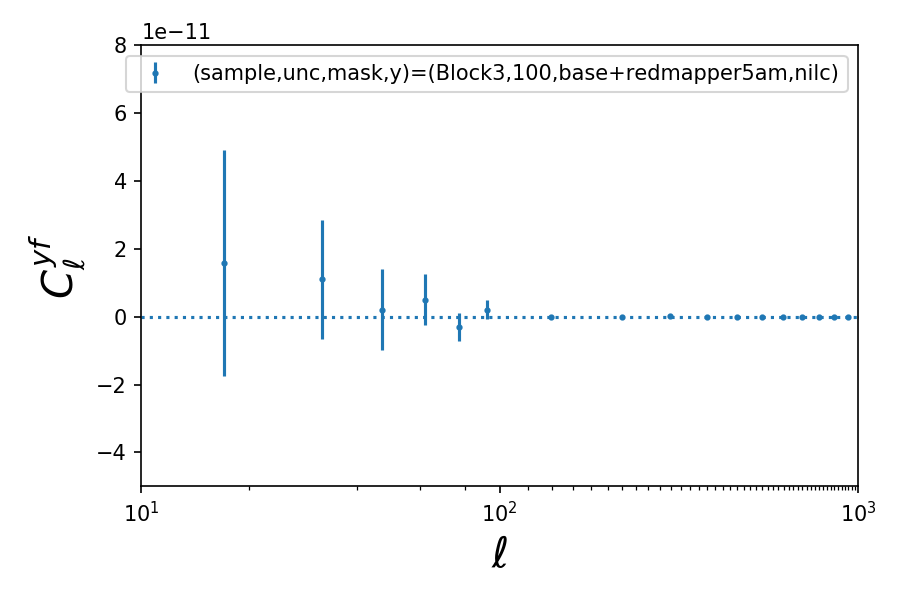 1e−11
(sample,unc,mask,y)=(Block3,100,base+redmapper5am,nilc)
8
6
4
2
0
−2
−4
C_ℓ^{yf}
10^1 10^2 10^3
ℓ